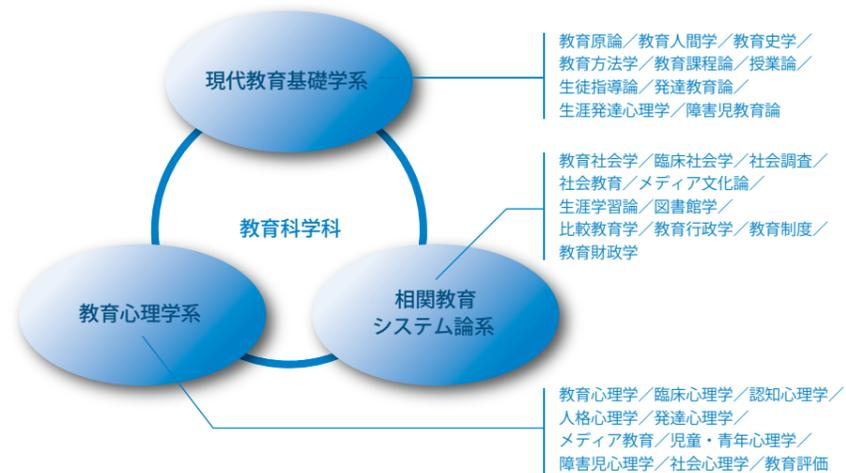 現代教育基礎学系
教育原論／教育人間学／教育史学／
教育方法学／教育課程論／授業論／
生徒指導論／発達教育論／
生涯発達心理学／障害児教育論
教育科学科
相関教育
システム論系
教育社会学／臨床社会学／社会調査／
社会教育／メディア文化論／
生涯学習論／図書館学／
比較教育学／教育行政学／教育制度／
教育財政学
教育心理学系
教育心理学／臨床心理学／認知心理学／
人格心理学／発達心理学／
メディア教育／児童・青年心理学／
障害児心理学／社会心理学／教育評価